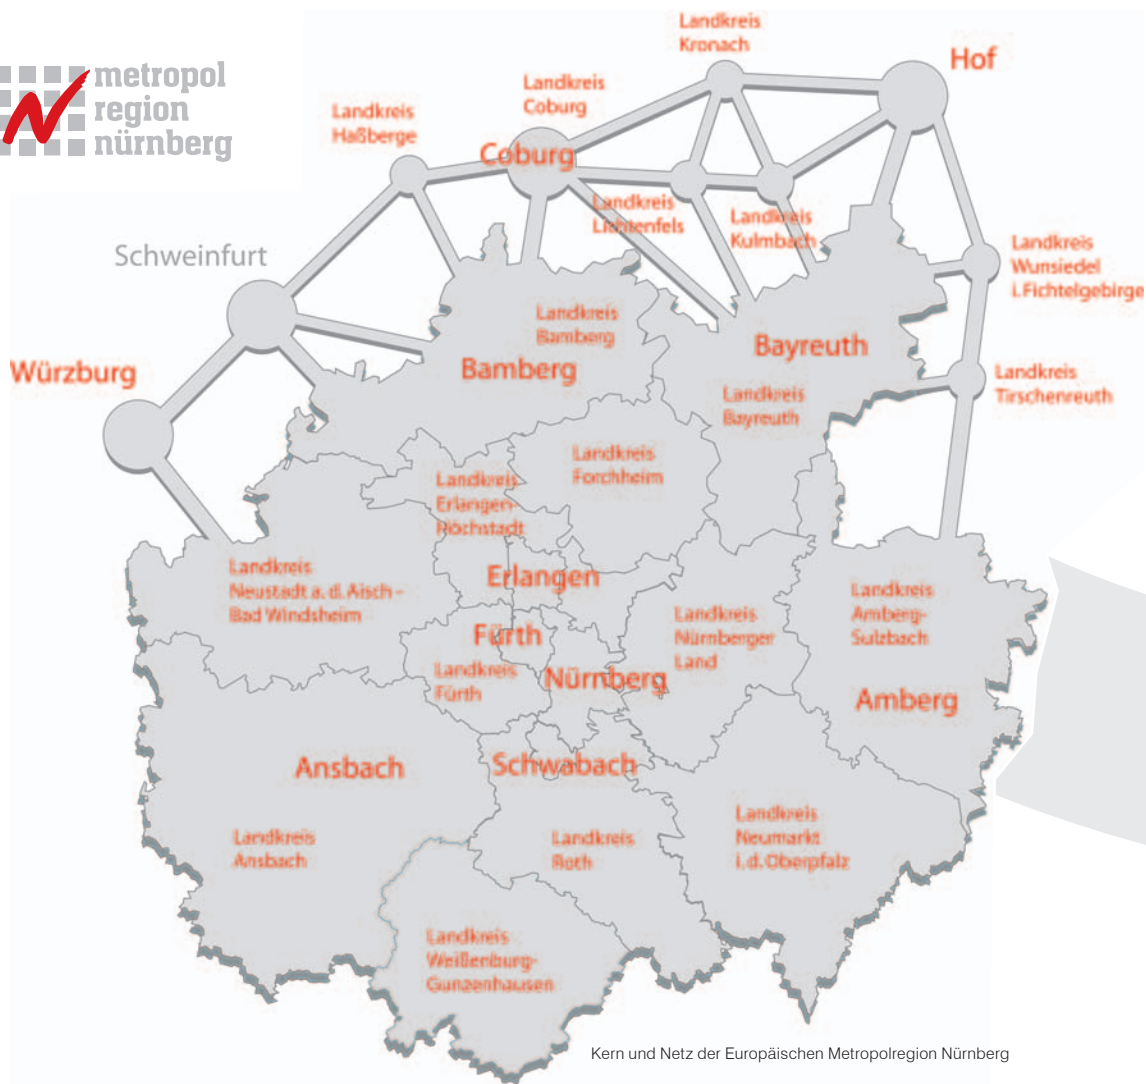 metropol
region
nürnberg
Landkreis
Kronach
Hof
Landkreis
Coburg
Landkreis
Haßberge
Coburg
Landkreis
Lichtenfels
Landkreis
Kulmbach
Schweinfurt
Landkreis
Wunsiedel
i.Fichtelgebirge
Landkreis
Bamberg
Bamberg
Bayreuth
Würzburg
Landkreis
Bayreuth
Landkreis
Tirschenreuth
Landkreis
Forchheim
Landkreis
Erlangen-
Höchstadt
Landkreis
Neustadt a. d. Aisch –
Bad Windsheim
Erlangen
Landkreis
Amberg-
Sulzbach
Fürth
Landkreis
Nürnberger
Land
Landkreis
Fürth
Nürnberg
Amberg
Ansbach
Schwabach
Landkreis
Ansbach
Landkreis
Roth
Landkreis
Neumarkt
i. d. Oberpfalz
Landkreis
Weißenburg-
Gunzenhausen
Kern und Netz der Europäischen Metropolregion Nürnberg